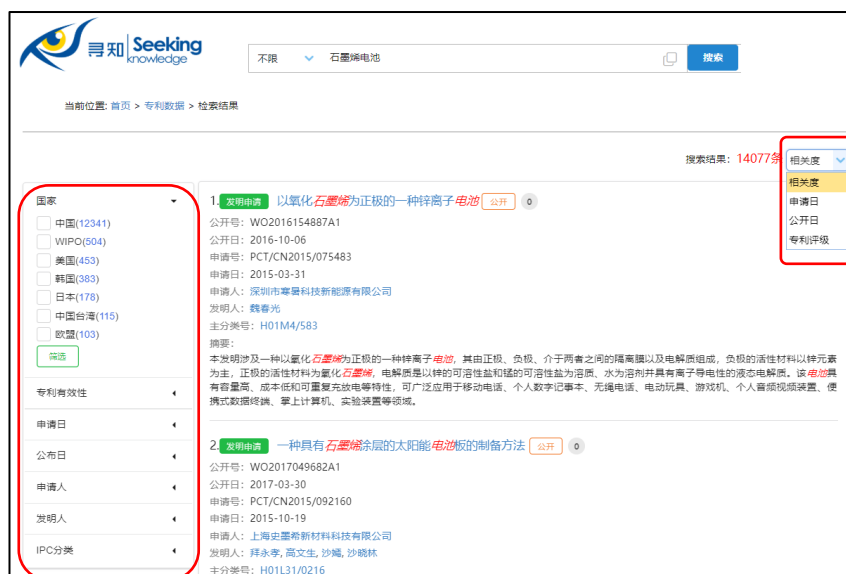 寻知 Seeking
knowledge
不限 石墨烯电池 搜索
当前位置: 首页 > 专利数据 > 检索结果
搜索结果: 14077条 相关度
相关度
申请日
公开日
专利评级
国家
中国(12341)
WIPO(504)
美国(453)
韩国(383)
日本(178)
中国台湾(115)
欧盟(103)
筛选
专利有效性
申请日
公布日
申请人
发明人
IPC分类
1. 发明申请 以氧化石墨烯为正极的一种锌离子电池 公开 0
公开号: WO2016154887A1
公开日: 2016-10-06
申请号: PCT/CN2015/075483
申请日: 2015-03-31
申请人: 深圳市寒暑科技新能源有限公司
发明人: 魏春光
主分类号: H01M4/583
摘要:
本发明涉及一种以氧化石墨烯为正极的一种锌离子电池, 其由正极、负极、介于两者之间的隔离膜以及电解质组成, 负极的活性材料以锌元素
为主, 正极的活性材料为氧化石墨烯, 电解质是以锌的可溶性盐和锰的可溶性盐为溶质、水为溶剂并具有离子导电性的液态电解质。该电池具
有容量高、成本低和可重复充放电等特性, 可广泛应用于移动电话、个人数字记事本、无绳电话、电动玩具、游戏机、个人音频视频装置、便
携式数据终端、掌上计算机、实验装置等领域。
2. 发明申请 一种具有石墨烯涂层的太阳能电池板的制备方法 公开 0
公开号: WO2017049682A1
公开日: 2017-03-30
申请号: PCT/CN2015/092160
申请日: 2015-10-19
申请人: 上海史墨希新材料科技有限公司
发明人: 拜永孝, 高文生, 沙嫣, 沙晓林
主分类号: H01L31/0216